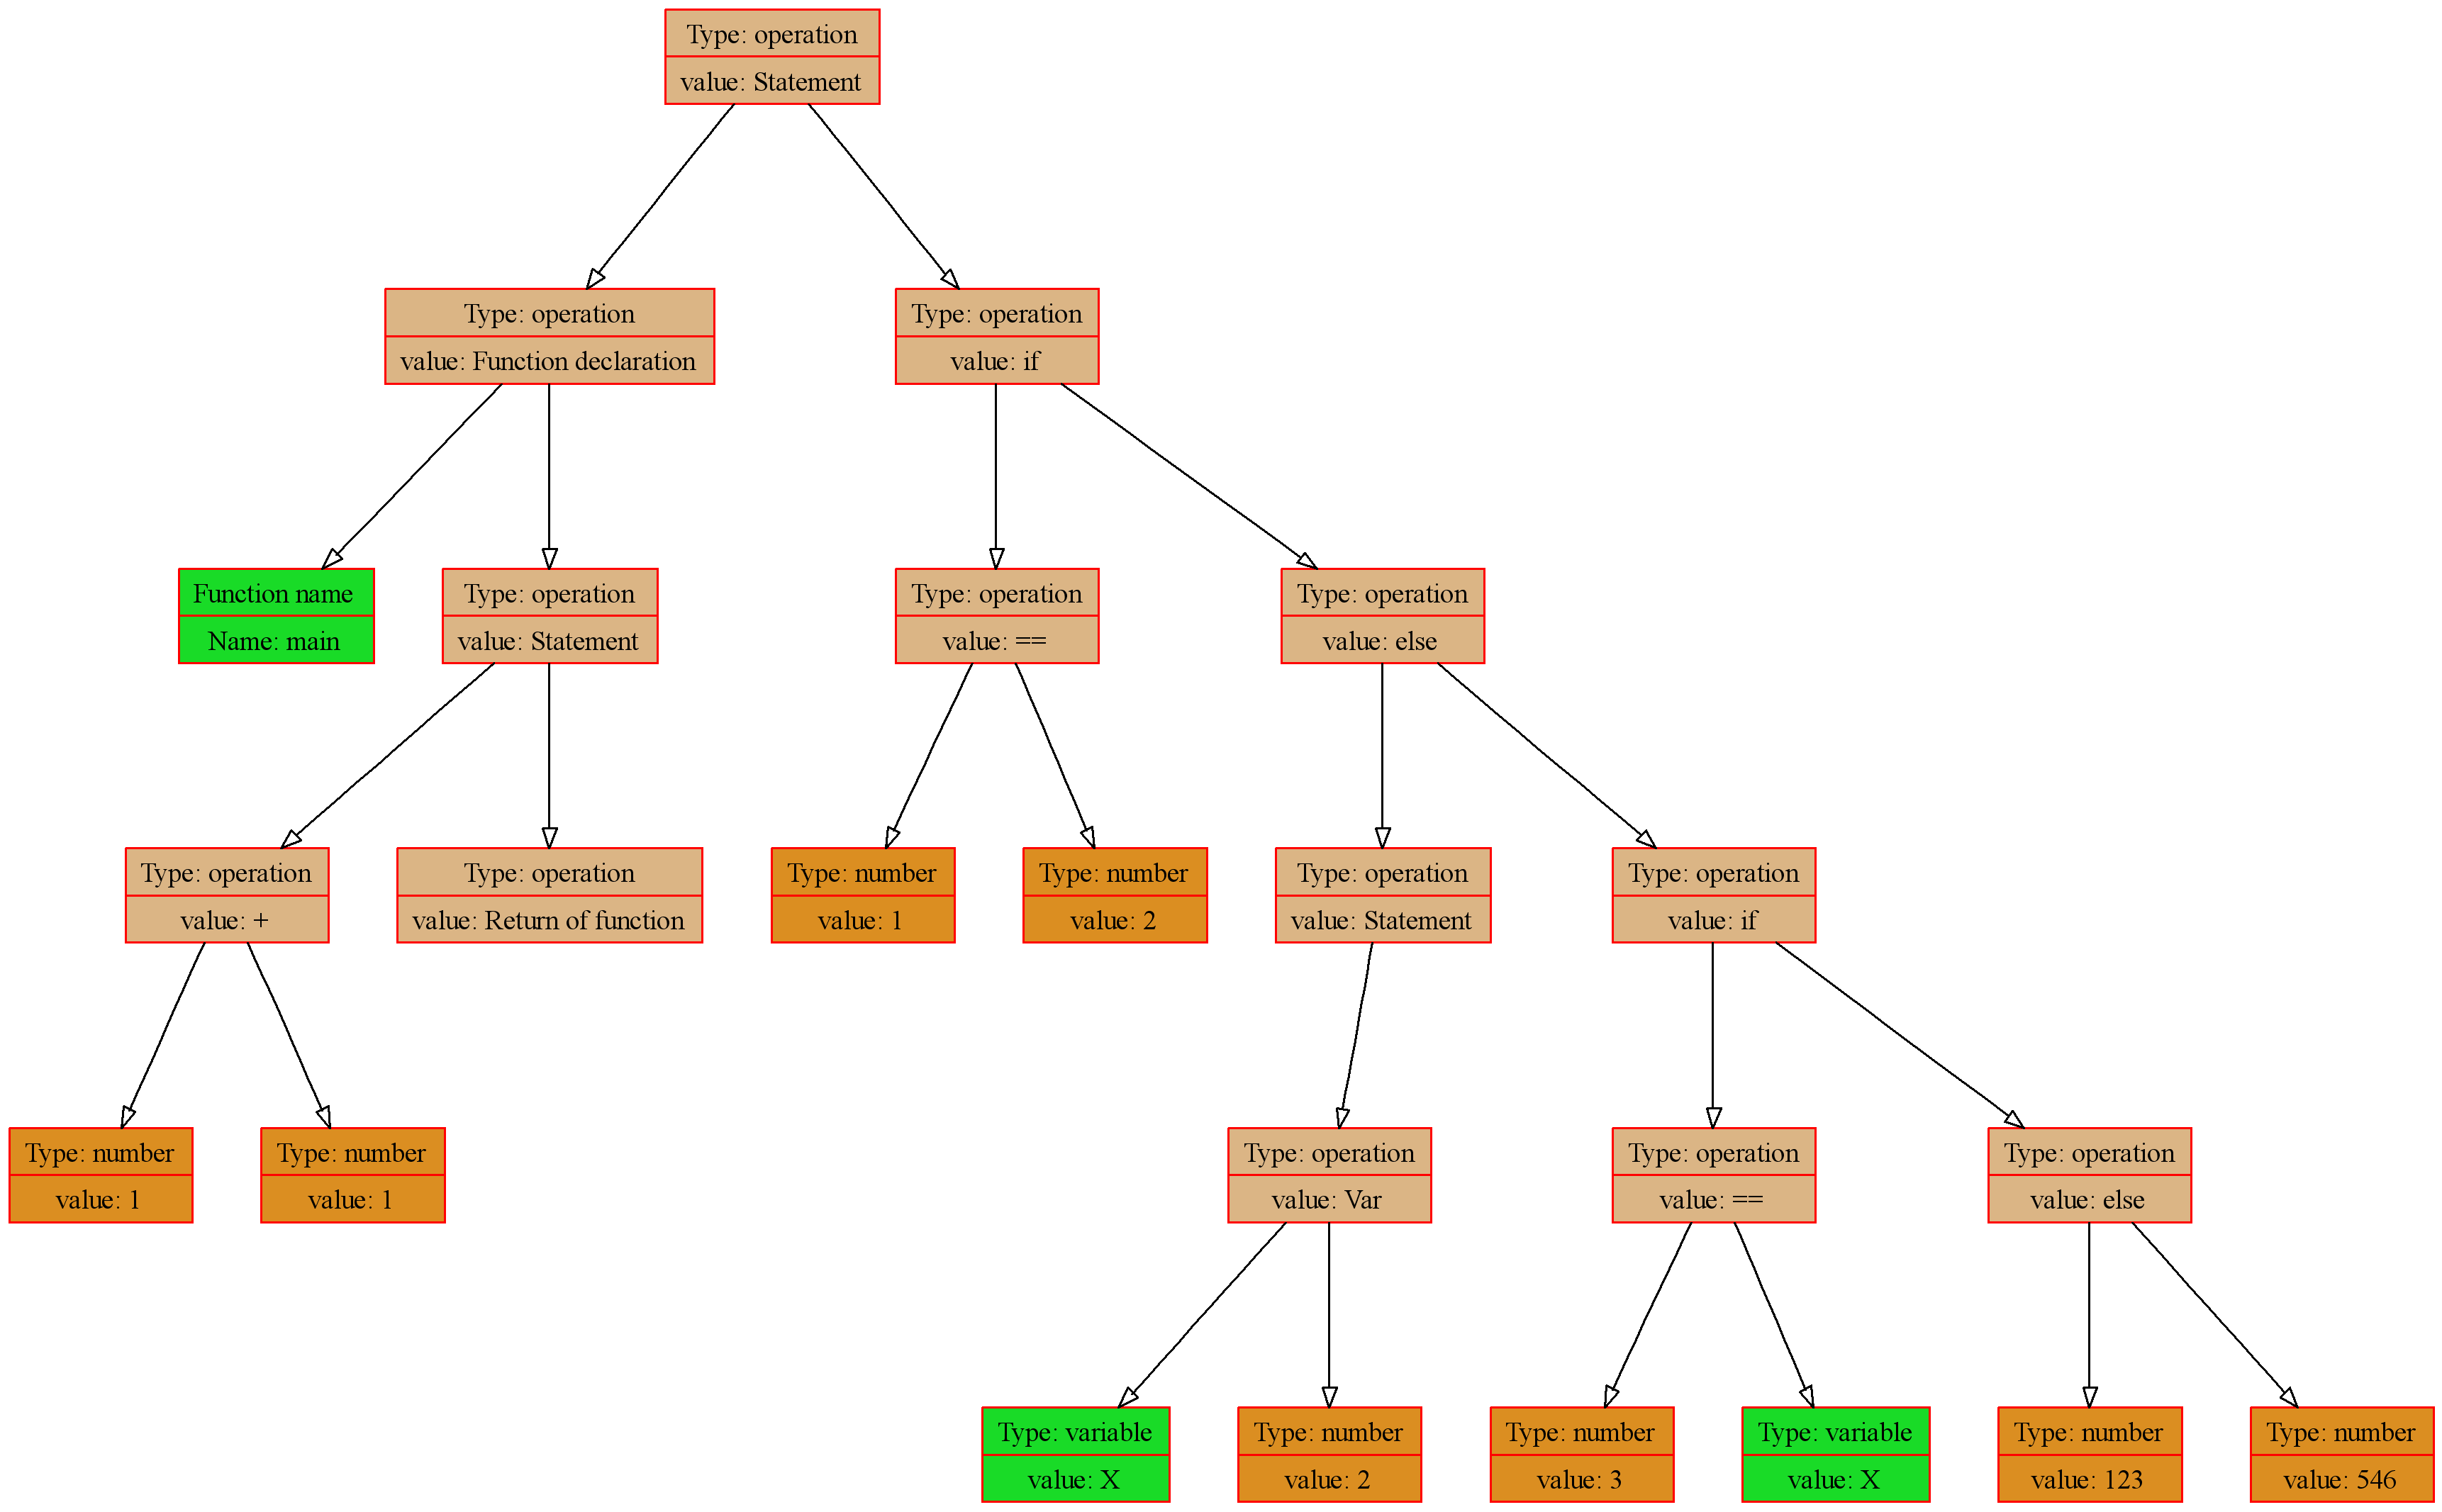 Type: operation
value: Statement
Type: operation
value: Function declaration
Type: operation
value: if
Function name
Name: main
Type: operation
value: Statement
Type: operation
value: ==
Type: operation
value: else
Type: operation
value: +
Type: operation
value: Return of function
Type: number
value: 1
Type: number
value: 2
Type: operation
value: Statement
Type: operation
value: if
Type: number
value: 1
Type: number
value: 1
Type: operation
value: Var
Type: operation
value: ==
Type: operation
value: else
Type: variable
value: X
Type: number
value: 2
Type: number
value: 3
Type: variable
value: X
Type: number
value: 123
Type: number
value: 546